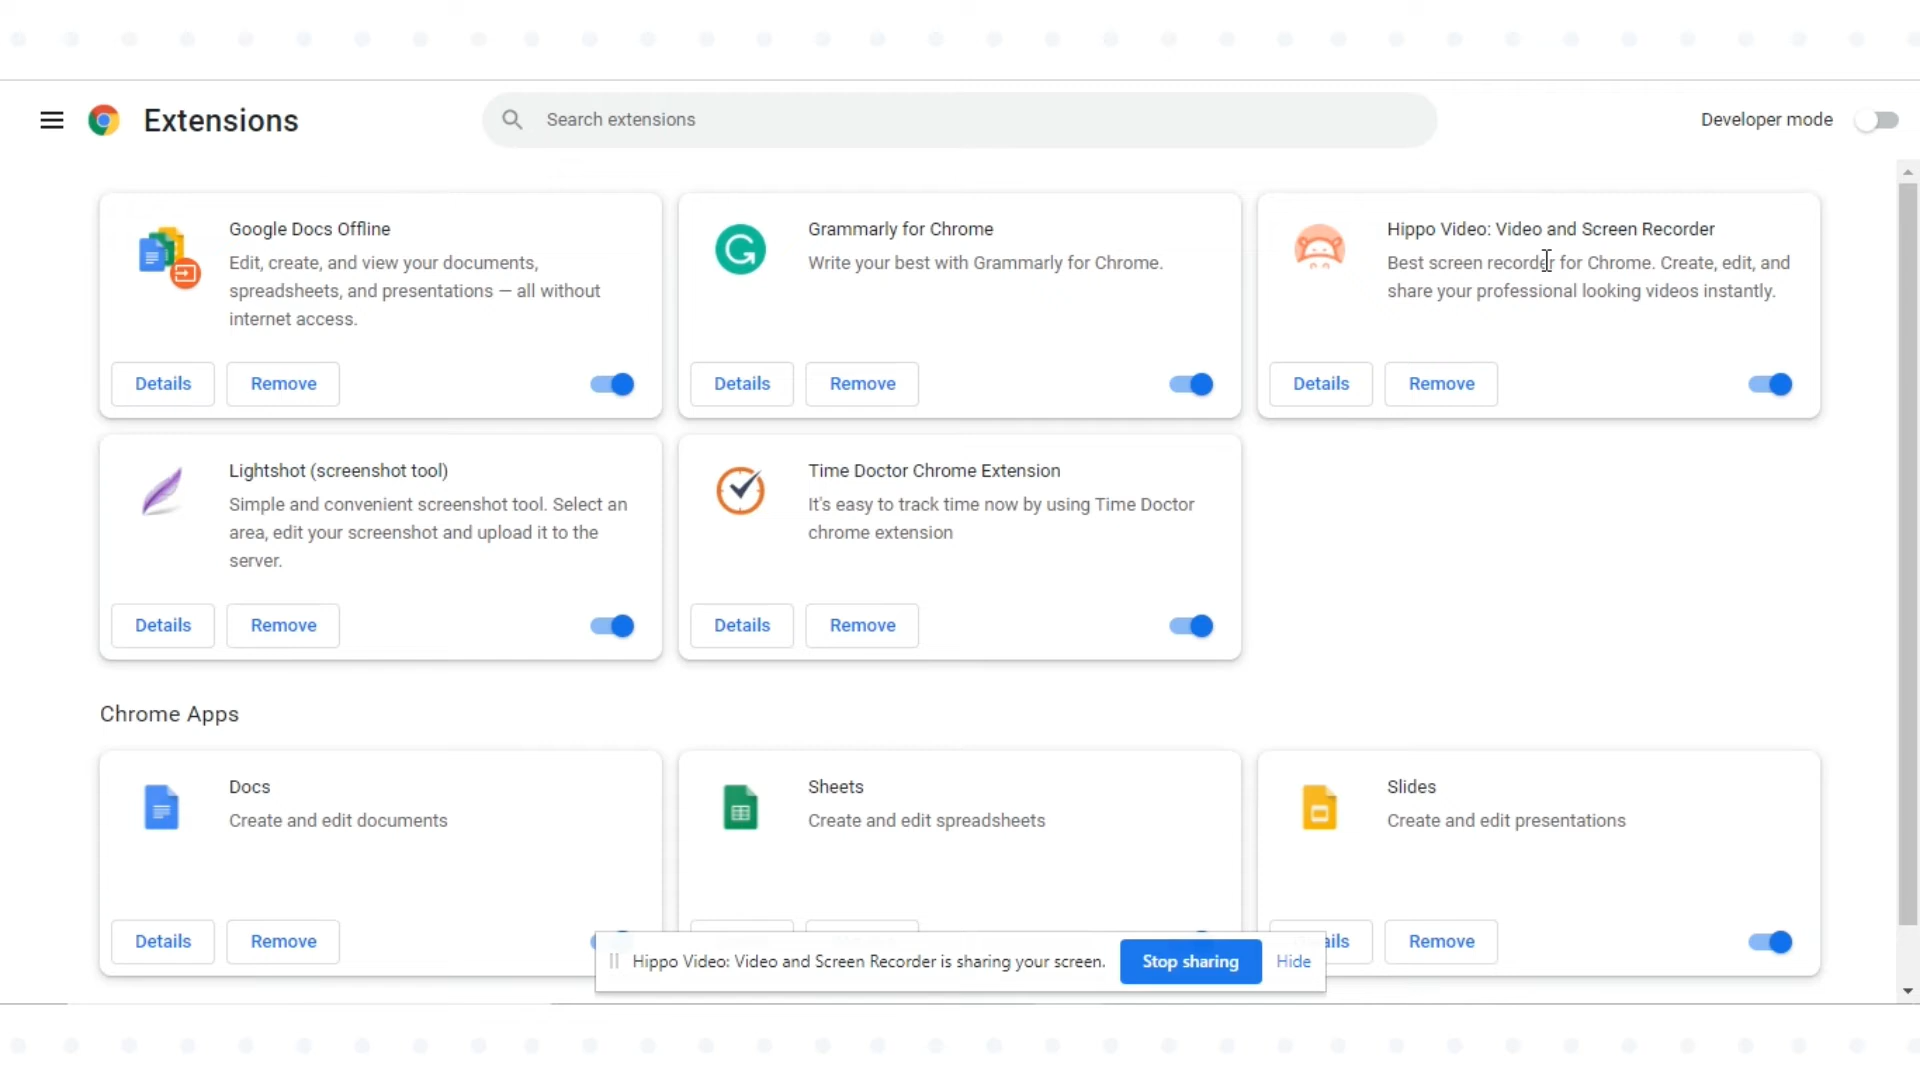 Extensions
Search extensions
Developer mode
Google Docs Offline
Edit, create, and view your documents,
spreadsheets, and presentations — all without
internet access.
Details
Remove
Grammarly for Chrome
Write your best with Grammarly for Chrome.
Details
Remove
Hippo Video: Video and Screen Recorder
Best screen recorder for Chrome. Create, edit, and
share your professional looking videos instantly.
Details
Remove
Lightshot (screenshot tool)
Simple and convenient screenshot tool. Select an
area, edit your screenshot and upload it to the
server.
Details
Remove
Time Doctor Chrome Extension
It's easy to track time now by using Time Doctor
chrome extension
Details
Remove
Chrome Apps
Docs
Create and edit documents
Details
Remove
Sheets
Create and edit spreadsheets
Slides
Create and edit presentations
ails
Remove
Hippo Video: Video and Screen Recorder is sharing your screen.
Stop sharing
Hide